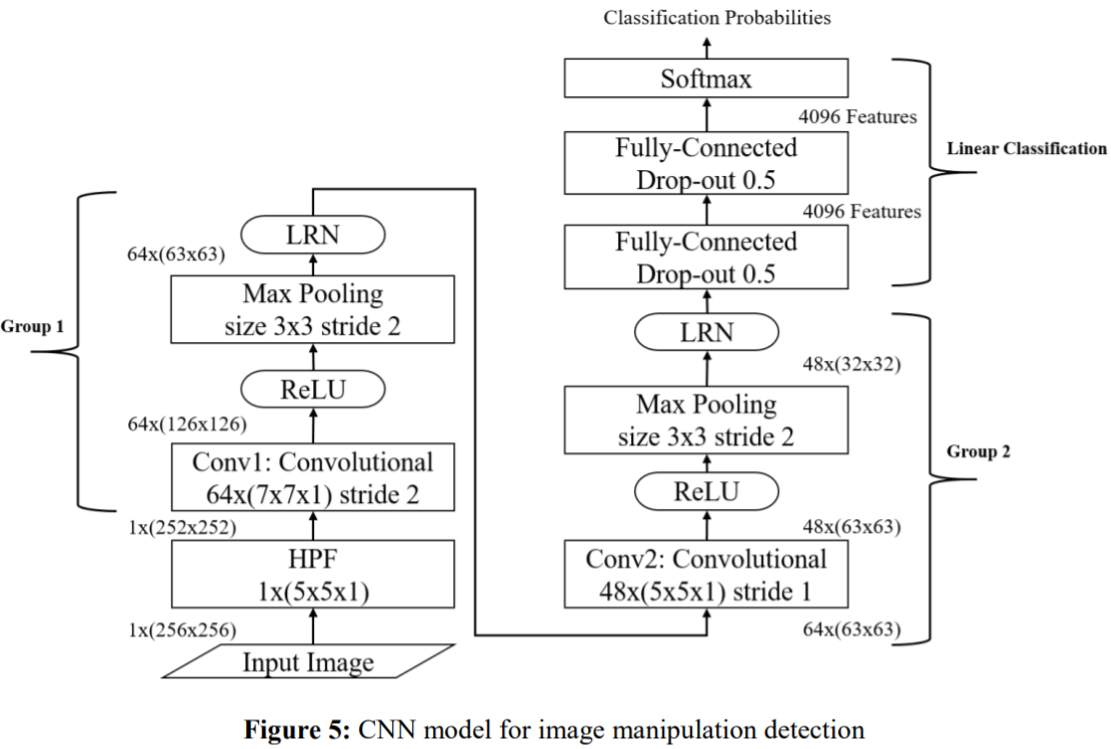 Classification Probabilities
Softmax
4096 Features
Fully-Connected
Drop-out 0.5
Linear Classification
4096 Features
Fully-Connected
Drop-out 0.5
LRN
64x(63x63)
Max Pooling
size 3x3 stride 2
Group 1
ReLU
64x(126x126)
Conv1: Convolutional
64x(7x7x1) stride 2
1x(252x252)
HPF
1x(5x5x1)
1x(256x256)
Input Image
LRN
48x(32x32)
Max Pooling
size 3x3 stride 2
Group 2
ReLU
48x(63x63)
Conv2: Convolutional
48x(5x5x1) stride 1
64x(63x63)
Figure 5: CNN model for image manipulation detection